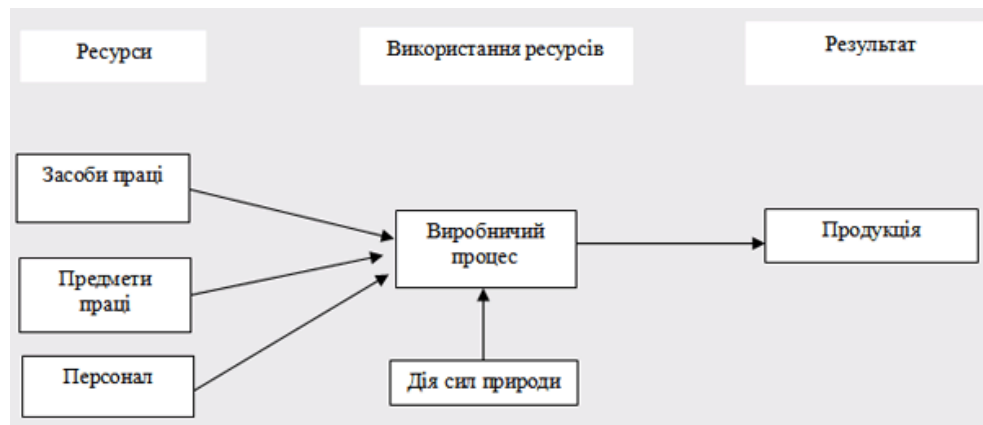 Ресурси
Використання ресурсів
Результат
Засоби праці
Предмети
праці
Персонал
Виробничий
процес
Дія сил природи
Продукція